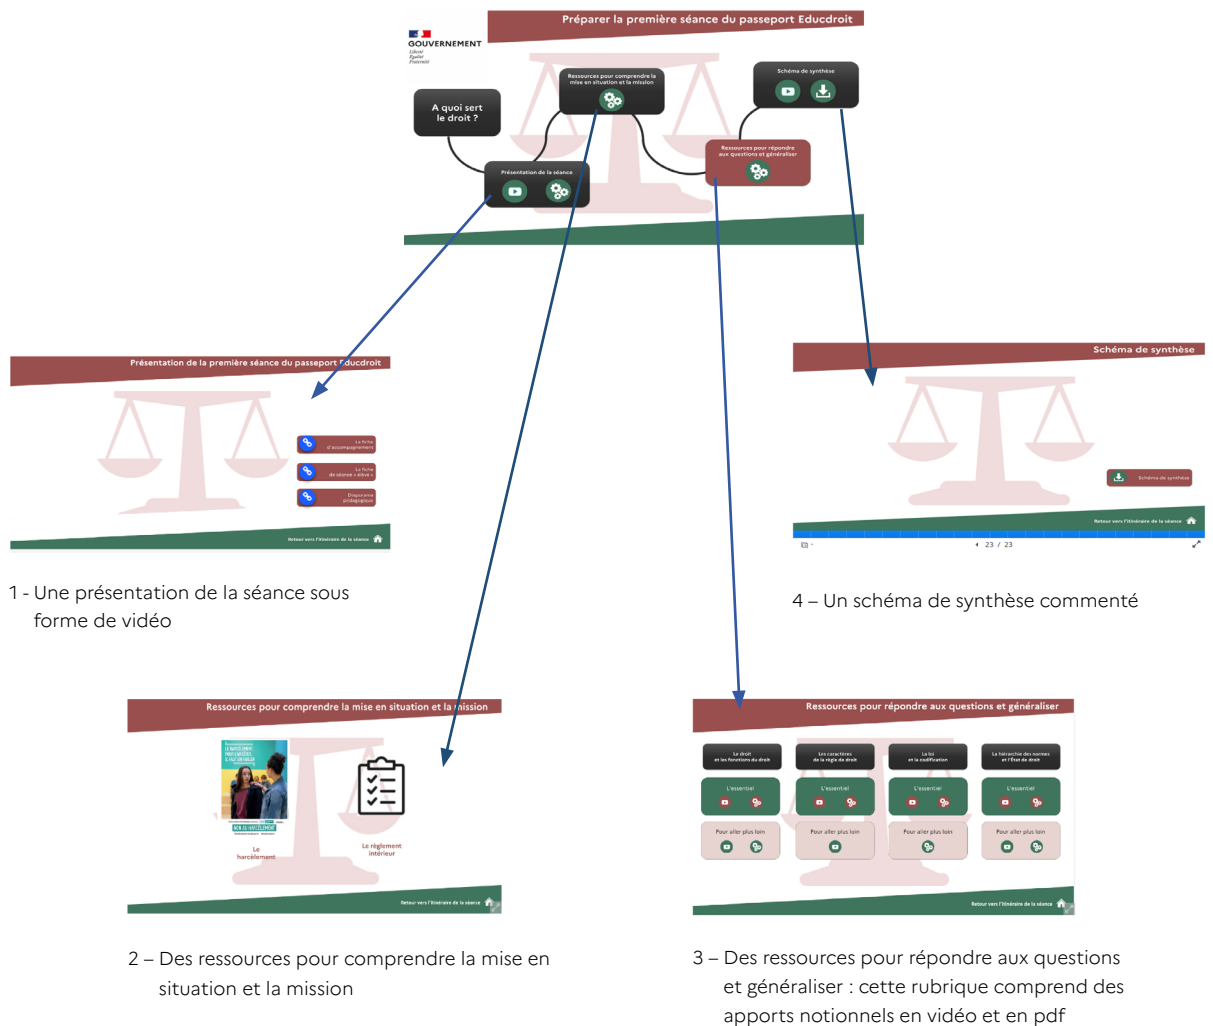 Préparer la première séance du passeport Educdroit
GOUVERNEMENT
Liberté
Égalité
Fraternité
A quoi sert
le droit ?
Présentation de la séance
Ressources pour comprendre la
mise en situation et la mission
Ressources pour répondre
aux questions et généraliser
Schéma de synthèse
Présentation de la première séance du passeport Educdroit
La fiche
d'accompagnement
La fiche
de séance « élève »
Diaporama
pédagogique
Retour vers l'itinéraire de la séance
1 - Une présentation de la séance sous
forme de vidéo
Schéma de synthèse
Schéma de synthèse
Retour vers l'itinéraire de la séance
23 / 23
4 – Un schéma de synthèse commenté
Ressources pour comprendre la mise en situation et la mission
LE HARCÈLEMENT,
NON AU HARCÈLEMENT
Le
harcèlement
Le règlement
intérieur
Retour vers l'itinéraire de la séance
2 – Des ressources pour comprendre la mise en
situation et la mission
Ressources pour répondre aux questions et généraliser
Le droit
et les fonctions du droit
Les caractères
de la règle de droit
La loi
et la codification
La hiérarchie des normes
et l'État de droit
L'essentiel
L'essentiel
L'essentiel
L'essentiel
Pour aller plus loin
Pour aller plus loin
Pour aller plus loin
Pour aller plus loin
Retour vers l'itinéraire de la séance
3 – Des ressources pour répondre aux questions
et généraliser : cette rubrique comprend des
apports notionnels en vidéo et en pdf